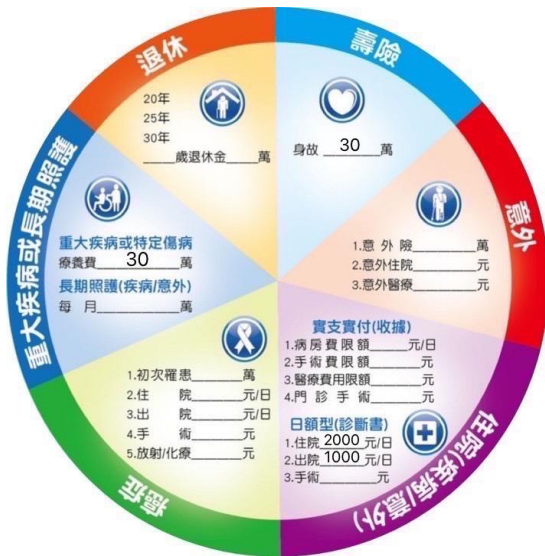 壽險
身故 30 萬
意外
1.意外險______萬
2.意外住院______元
3.意外醫療______元
住院(疾病/意外)
實支實付(收據)
1.病房費限額______元/日
2.手術費限額______元
3.醫療費用限額______元
4.門診手術______元
日額型(診斷書)
1.住院 2000 元/日
2.出院 1000 元/日
3.手術______元
癌症
1.初次罹患______萬
2.住院______元/日
3.出院______元/日
4.手術______元
5.放射/化療______元
重大疾病或長期照護
重大疾病或特定傷病
療養費 30 萬
長期照護(疾病/意外)
每月______萬
退休
20年
25年
30年
____歲退休金____萬